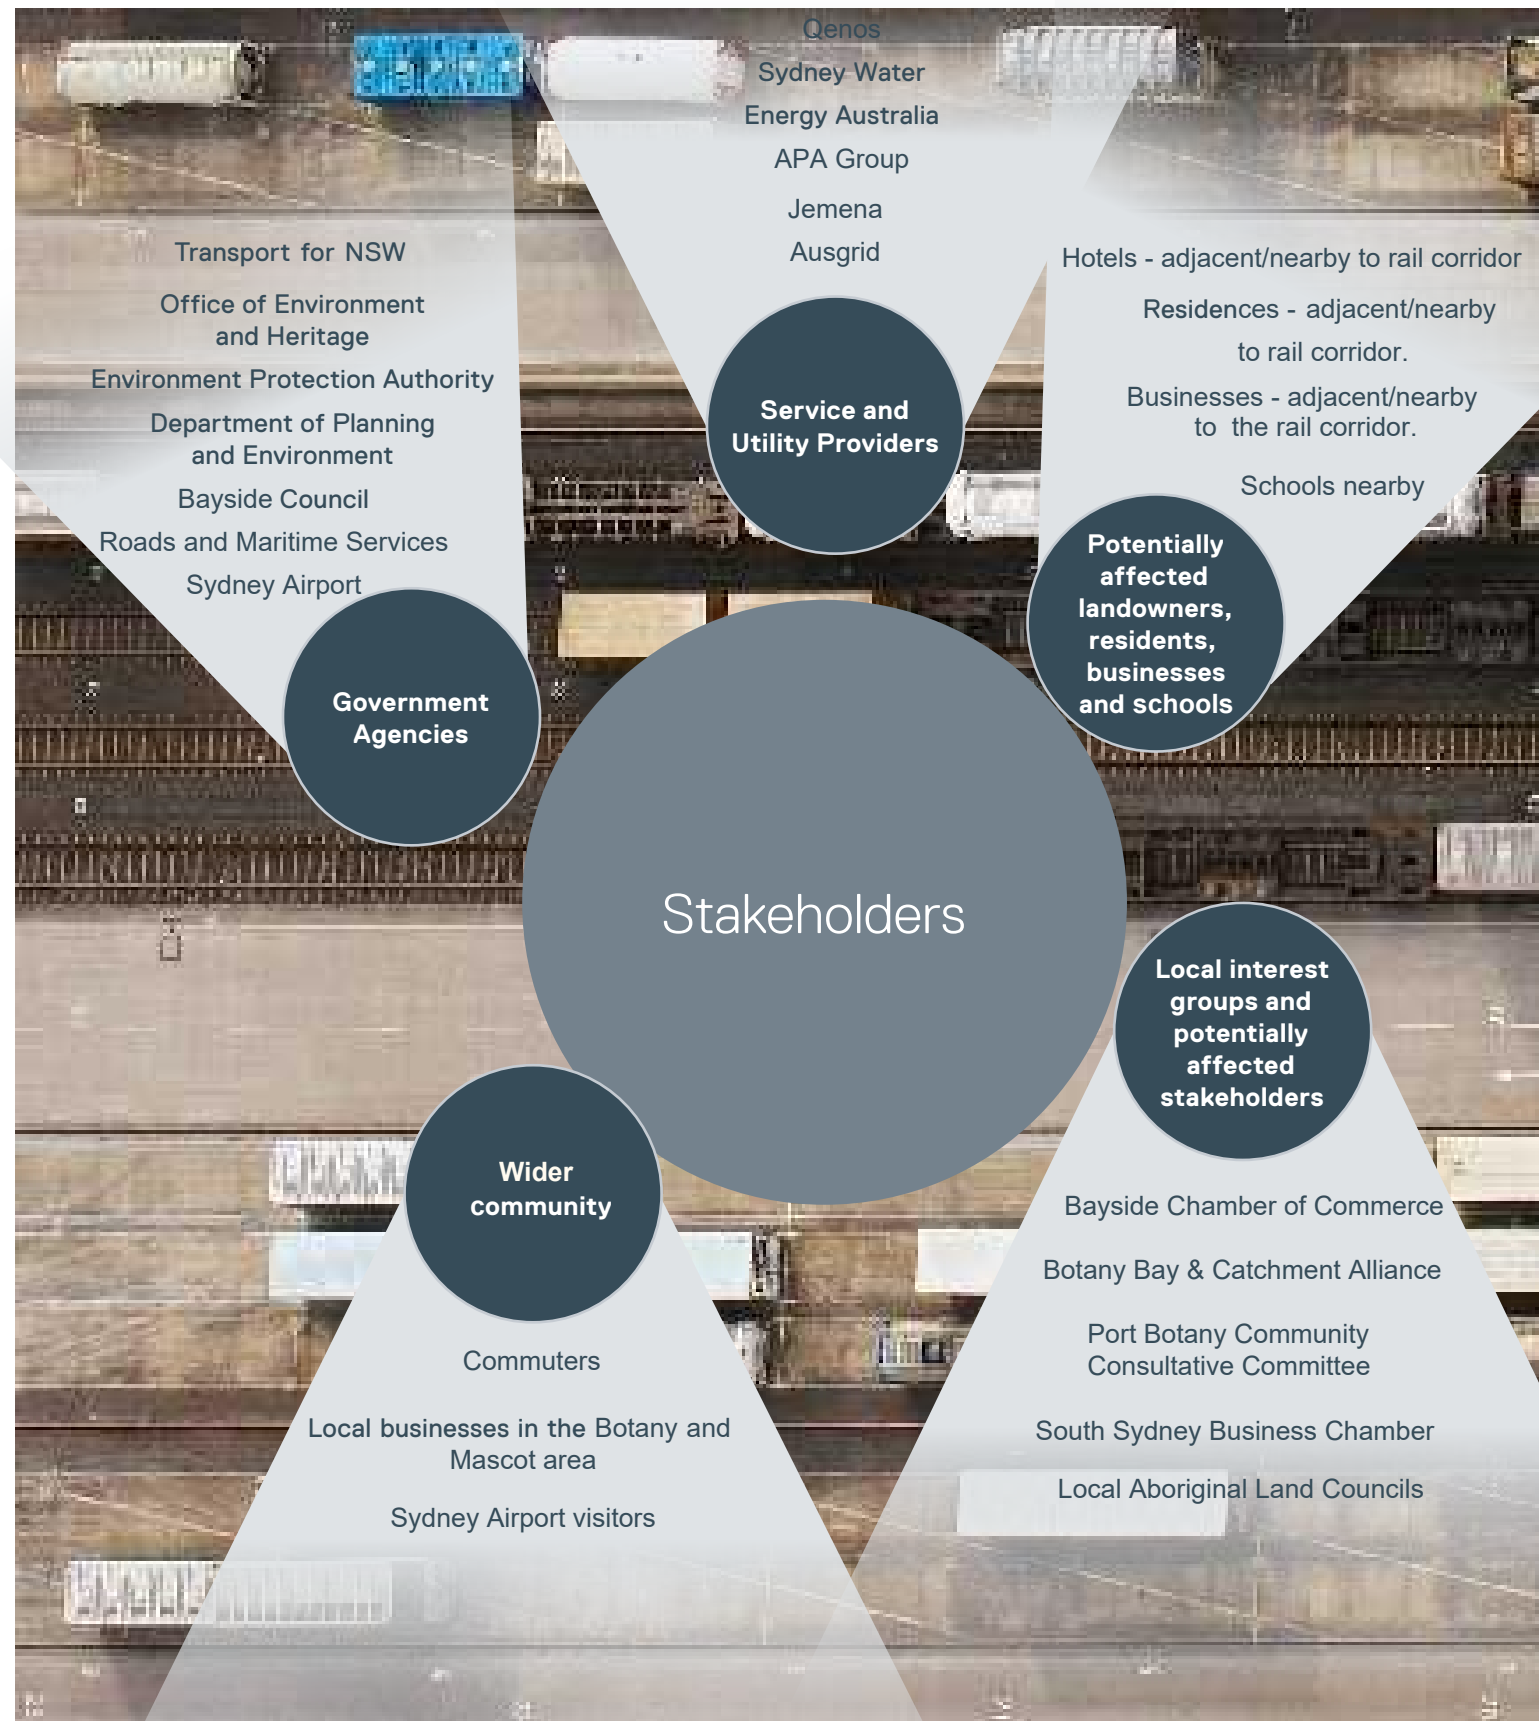 Qenos
Sydney Water
Energy Australia
APA Group
Jemena
Ausgrid
Service and
Utility Providers
Transport for NSW
Office of Environment
and Heritage
Environment Protection Authority
Department of Planning
and Environment
Bayside Council
Roads and Maritime Services
Sydney Airport
Government
Agencies
Hotels - adjacent/nearby to rail corridor
Residences - adjacent/nearby
to rail corridor.
Businesses - adjacent/nearby
to the rail corridor.
Schools nearby
Potentially
affected
landowners,
residents,
businesses
and schools
Stakeholders
Local interest
groups and
potentially
affected
stakeholders
Bayside Chamber of Commerce
Botany Bay & Catchment Alliance
Port Botany Community
Consultative Committee
South Sydney Business Chamber
Local Aboriginal Land Councils
Wider
community
Commuters
Local businesses in the Botany and
Mascot area
Sydney Airport visitors